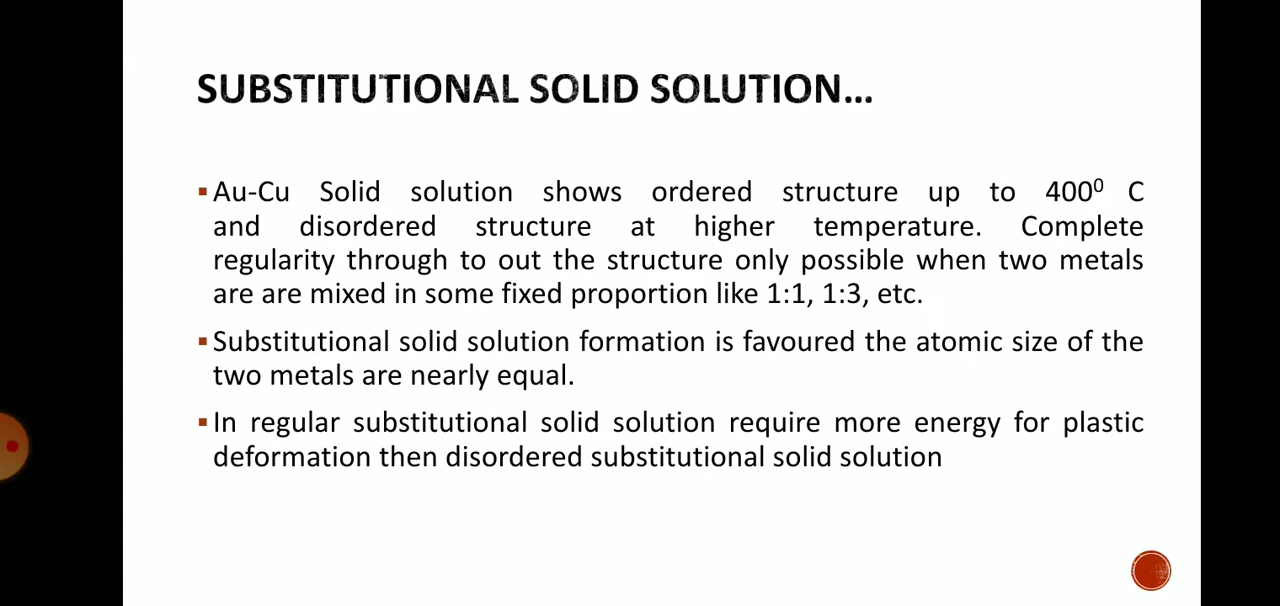 SUBSTITUTIONAL SOLID SOLUTION...
▪Au-Cu Solid solution shows ordered structure up to 400⁰ C
and disordered structure at higher temperature. Complete
regularity through to out the structure only possible when two metals
are are mixed in some fixed proportion like 1:1, 1:3, etc.
▪Substitutional solid solution formation is favoured the atomic size of the
two metals are nearly equal.
▪In regular substitutional solid solution require more energy for plastic
deformation then disordered substitutional solid solution